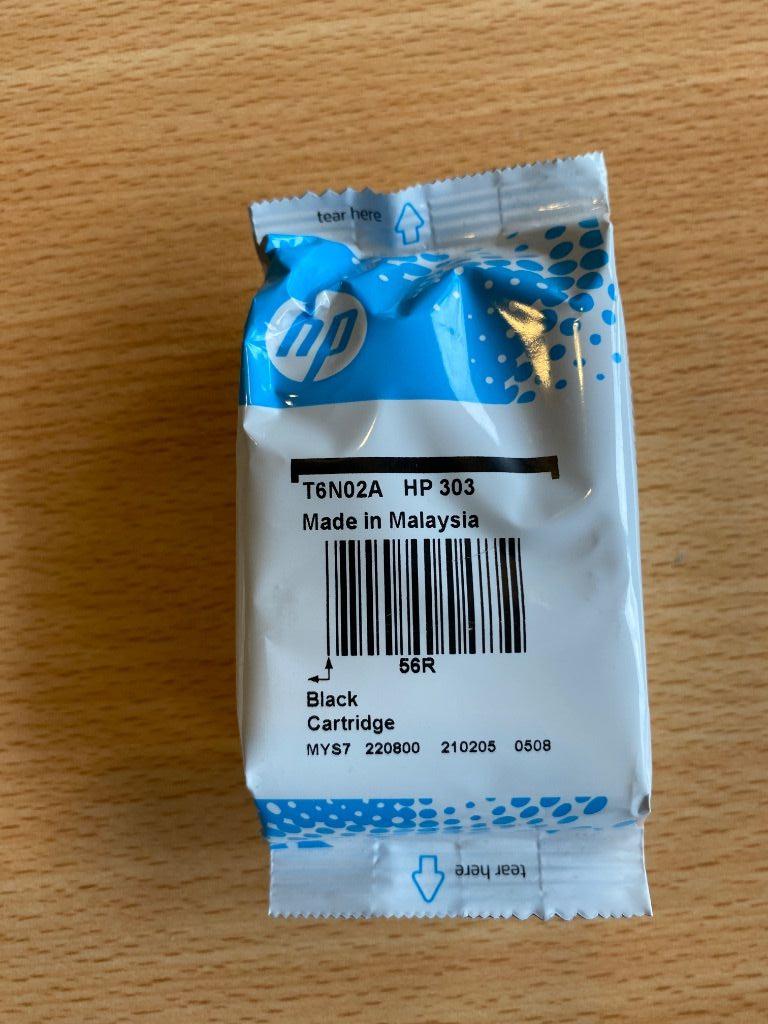 tear here
hp
T6N02A HP 303
Made in Malaysia
56R
Black
Cartridge
MYS7 220800 210205 0508
tear here